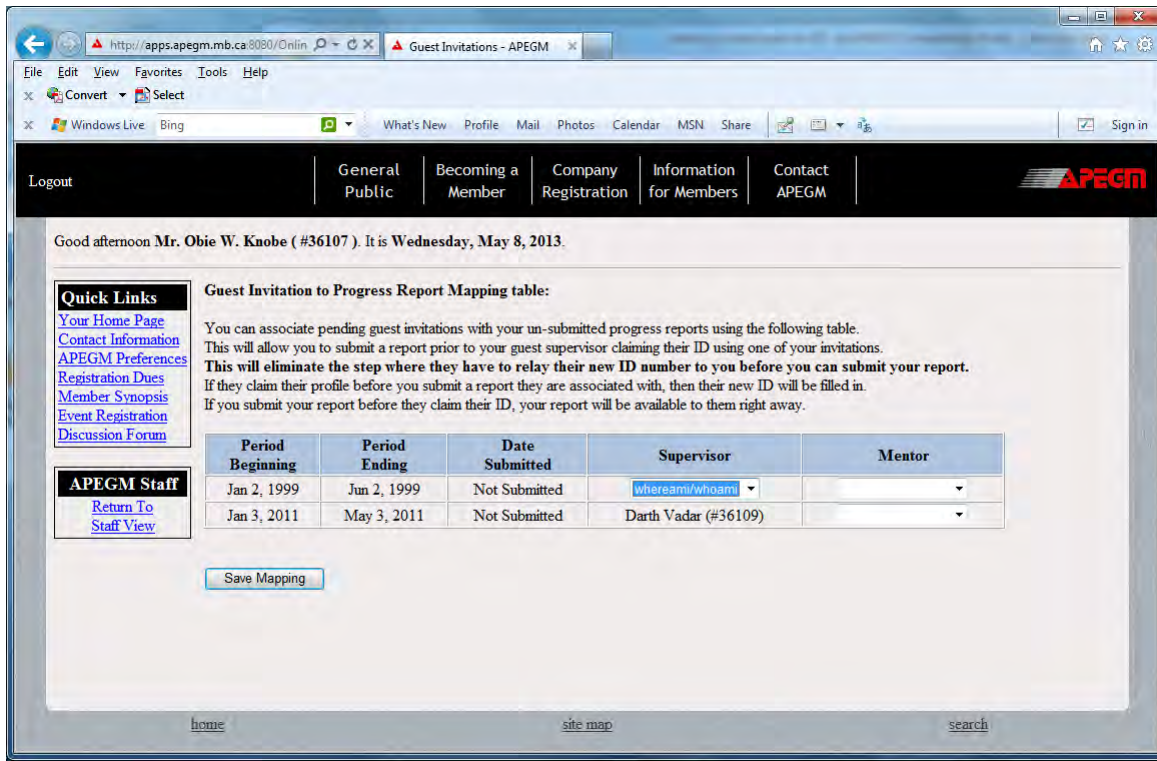 http://apps.apegm.mb.ca:8080/Onlin
Guest Invitations - APEGM
File Edit View Favorites Tools Help
x Convert Select
x Windows Live Bing What's New Profile Mail Photos Calendar MSN Share Sign in
Logout
General Public
Becoming a Member
Company Registration
Information for Members
Contact APEGM
APEGM
Good afternoon Mr. Obie W. Knobe ( #36107 ). It is Wednesday, May 8, 2013.
Quick Links
Your Home Page
Contact Information
APEGM Preferences
Registration Dues
Member Synopsis
Event Registration
Discussion Forum
APEGM Staff
Return To
Staff View
Guest Invitation to Progress Report Mapping table:
You can associate pending guest invitations with your un-submitted progress reports using the following table.
This will allow you to submit a report prior to your guest supervisor claiming their ID using one of your invitations.
This will eliminate the step where they have to relay their new ID number to you before you can submit your report.
If they claim their profile before you submit a report they are associated with, then their new ID will be filled in.
If you submit your report before they claim their ID, your report will be available to them right away.
Period Beginning Period Ending Date Submitted Supervisor Mentor
Jan 2, 1999 Jun 2, 1999 Not Submitted whereami/whoami
Jan 3, 2011 May 3, 2011 Not Submitted Darth Vadar (#36109)
Save Mapping
home site map search